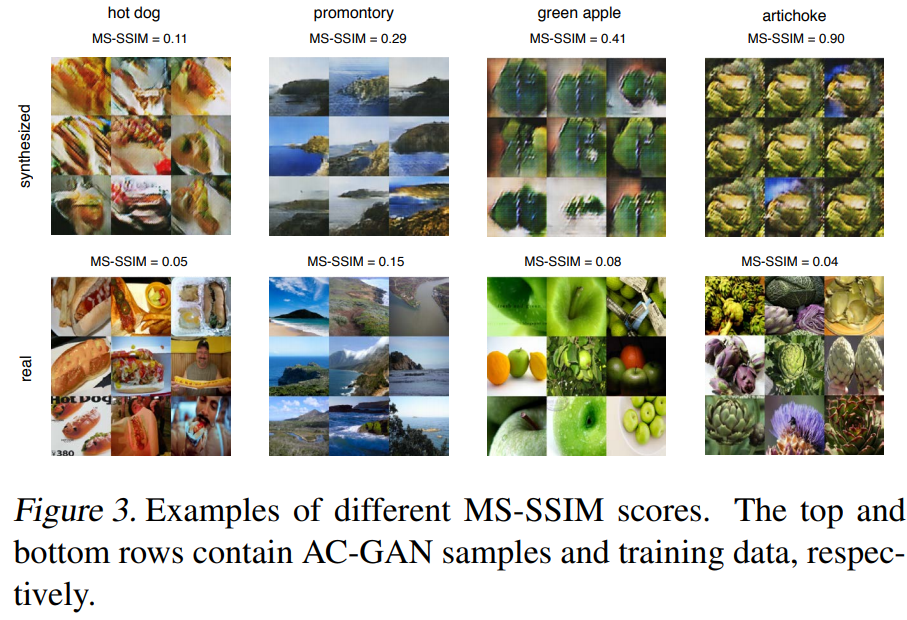 hot dog
promontory
green apple
artichoke
MS-SSIM = 0.11
MS-SSIM = 0.29
MS-SSIM = 0.41
MS-SSIM = 0.90
synthesized
MS-SSIM = 0.05
MS-SSIM = 0.15
MS-SSIM = 0.08
MS-SSIM = 0.04
real
Hot Dog
¥380
Figure 3. Examples of different MS-SSIM scores. The top and
bottom rows contain AC-GAN samples and training data, respec-
tively.